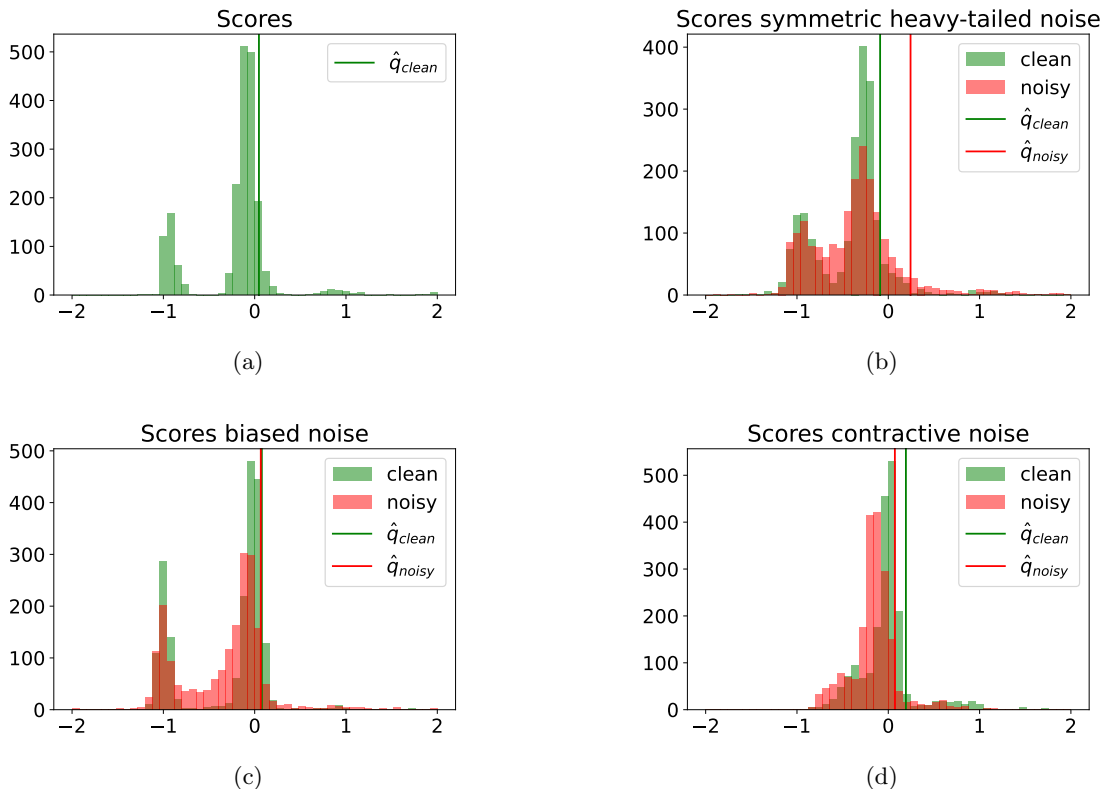 Scores
q̂clean
500
400
300
200
100
0
−2 −1 0 1 2
(a)
Scores symmetric heavy-tailed noise
clean
noisy
q̂clean
q̂noisy
400
300
200
100
0
−2 −1 0 1 2
(b)
Scores biased noise
clean
noisy
q̂clean
q̂noisy
500
400
300
200
100
0
−2 −1 0 1 2
(c)
Scores contractive noise
clean
noisy
q̂clean
q̂noisy
500
400
300
200
100
0
−2 −1 0 1 2
(d)